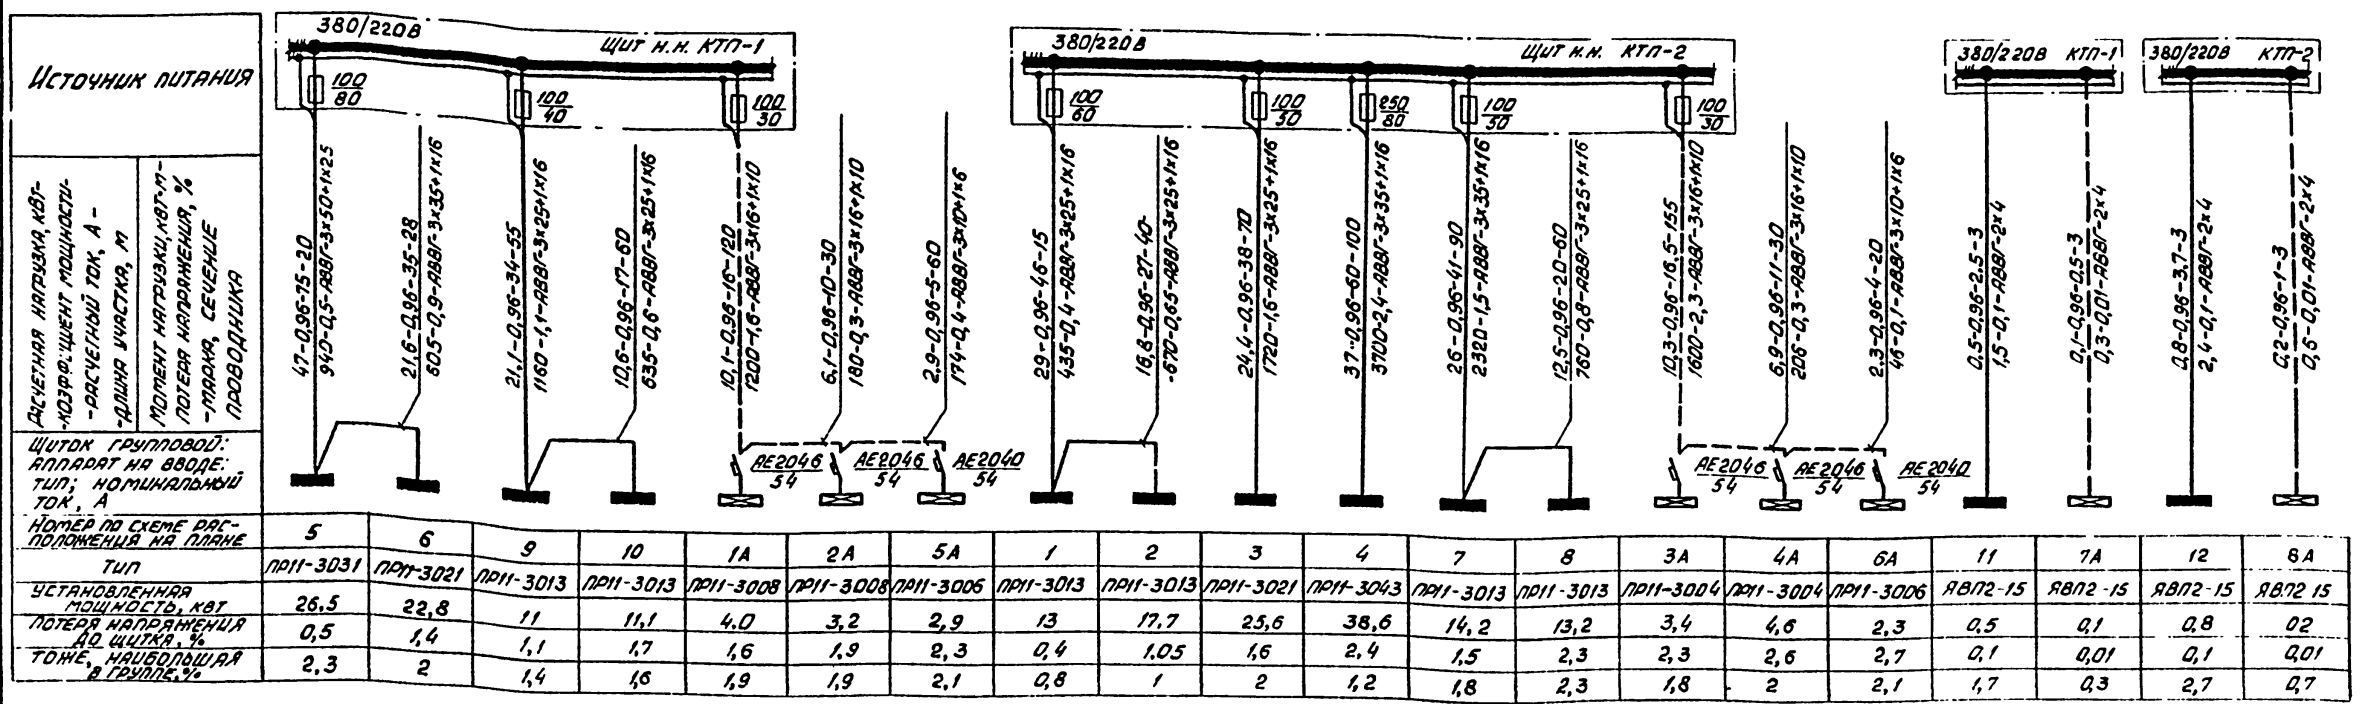 Источник питания
380/220В
Щит н.н. КТП-1
100/80
100/40
100/30
380/220В
Щит н.н. КТП-2
100/60
100/50
250/80
100/50
100/30
380/220В КТП-1
380/220В КТП-2
Расчетная нагрузка, кВт-
-коэффициент мощности-
-расчетный ток, А-
-длина участка, м
Момент нагрузки, кВт·м-
потеря напряжения, %
-марка, сечение
проводника
47-0,96-75-20
940-0,5-АВВГ-3х50+1х25
21,6-0,96-35-28
605-0,9-АВВГ-3х35+1х16
21,1-0,96-34-55
1160-1,1-АВВГ-3х25+1х16
10,6-0,96-17-60
635-0,6-АВВГ-3х25+1х16
10,1-0,96-16-120
1200-1,6-АВВГ-3х16+1х10
6,1-0,96-10-30
180-0,3-АВВГ-3х16+1х10
2,9-0,96-5-60
174-0,4-АВВГ-3х10+1х6
29-0,96-46-15
435-0,4-АВВГ-3х25+1х16
16,8-0,96-27-40-
-670-0,65-АВВГ-3х25+1х16
24,4-0,96-38-70
1720-1,6-АВВГ-3х25+1х16
37-0,96-60-100
3700-2,4-АВВГ-3х35+1х16
26-0,96-41-90
2320-1,5-АВВГ-3х35+1х16
12,5-0,96-20-60
760-0,8-АВВГ-3х25+1х16
10,3-0,96-16,5-155
1600-2,3-АВВГ-3х16+1х10
6,9-0,96-11-30
206-0,3-АВВГ-3х16+1х10
2,3-0,96-4-20
46-0,1-АВВГ-3х10+1х6
0,5-0,96-2,5-3
1,5-0,1-АВВГ-2х4
0,1-0,96-0,5-3
0,3-0,01-АВВГ-2х4
0,8-0,96-3,7-3
2,4-0,1-АВВГ-2х4
0,2-0,96-1-3
0,6-0,01-АВВГ-2х4
Щиток групповой:
аппарат на вводе:
тип; номинальный
ток, А
АЕ2046/54
АЕ2046/54
АЕ2040/54
АЕ2046/54
АЕ2046/54
АЕ2040/54
Номер по схеме рас-
положения на плане 5 6 9 10 1А 2А 5А 1 2 3 4 7 8 3А 4А 6А 11 7А 12 8А
Тип ПР11-3031 ПР11-3021 ПР11-3013 ПР11-3013 ПР11-3008 ПР11-3008 ПР11-3006 ПР11-3013 ПР11-3013 ПР11-3021 ПР11-3043 ПР11-3013 ПР11-3013 ПР11-3004 ПР11-3004 ПР11-3006 ЯВП2-15 ЯВП2-15 ЯВП2-15 ЯВП2 15
Установленная
мощность, кВт 26,5 22,8 11 11,1 4.0 3,2 2,9 13 17,7 25,6 38,6 14,2 13,2 3,4 4,6 2,3 0,5 0,1 0,8 02
Потеря напряжения
до щитка, % 0,5 1,4 1,1 1,7 1,6 1.9 2,3 0,4 1.05 1,6 2,4 1,5 2,3 2,3 2,6 2,7 0,1 0,01 0,1 0,01
Тоже, наибольшая
в группе, % 2,3 2 1,4 1,6 1,9 1,9 2,1 0,8 1 2 1,2 1,8 2,3 1,8 2 2,1 1,7 0,3 2,7 0,7